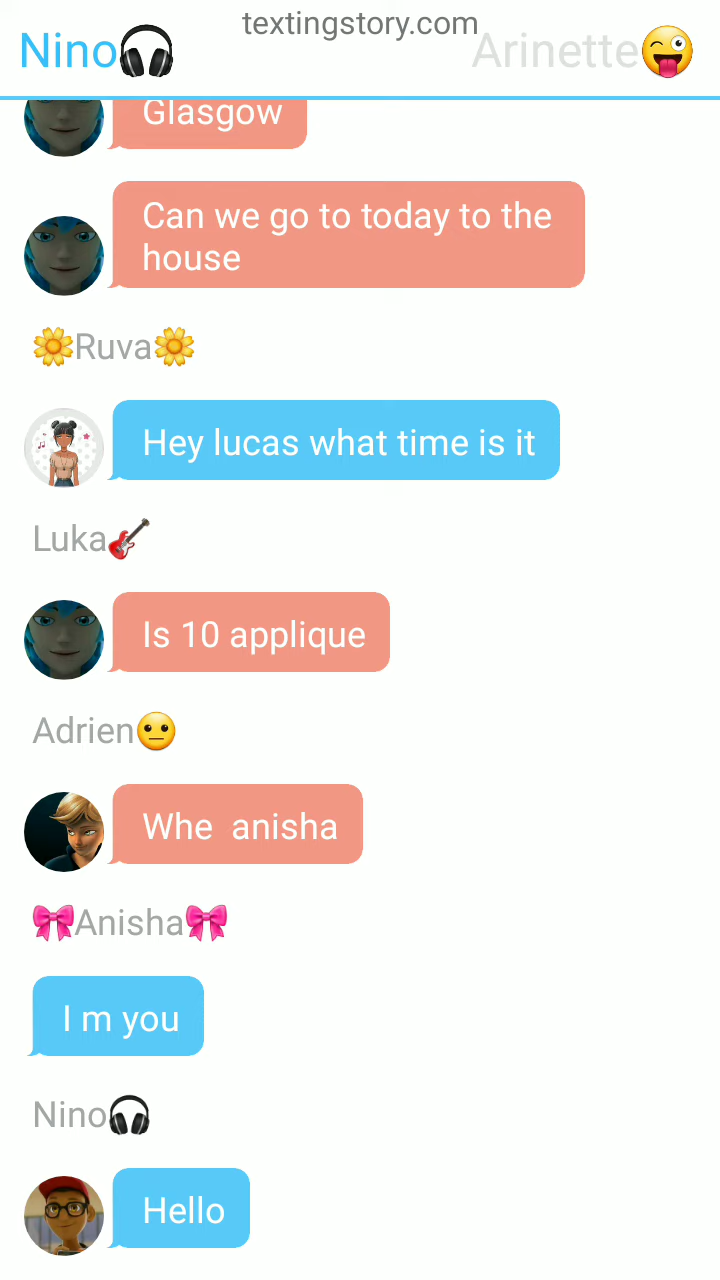 textingstory.com
Nino🎧
Arinette😜
Glasgow
Can we go to today to the
house
🌼Ruva🌼
Hey lucas what time is it
Luka🎸
Is 10 applique
Adrien😐
Whe  anisha
🎀Anisha🎀
I m you
Nino🎧
Hello